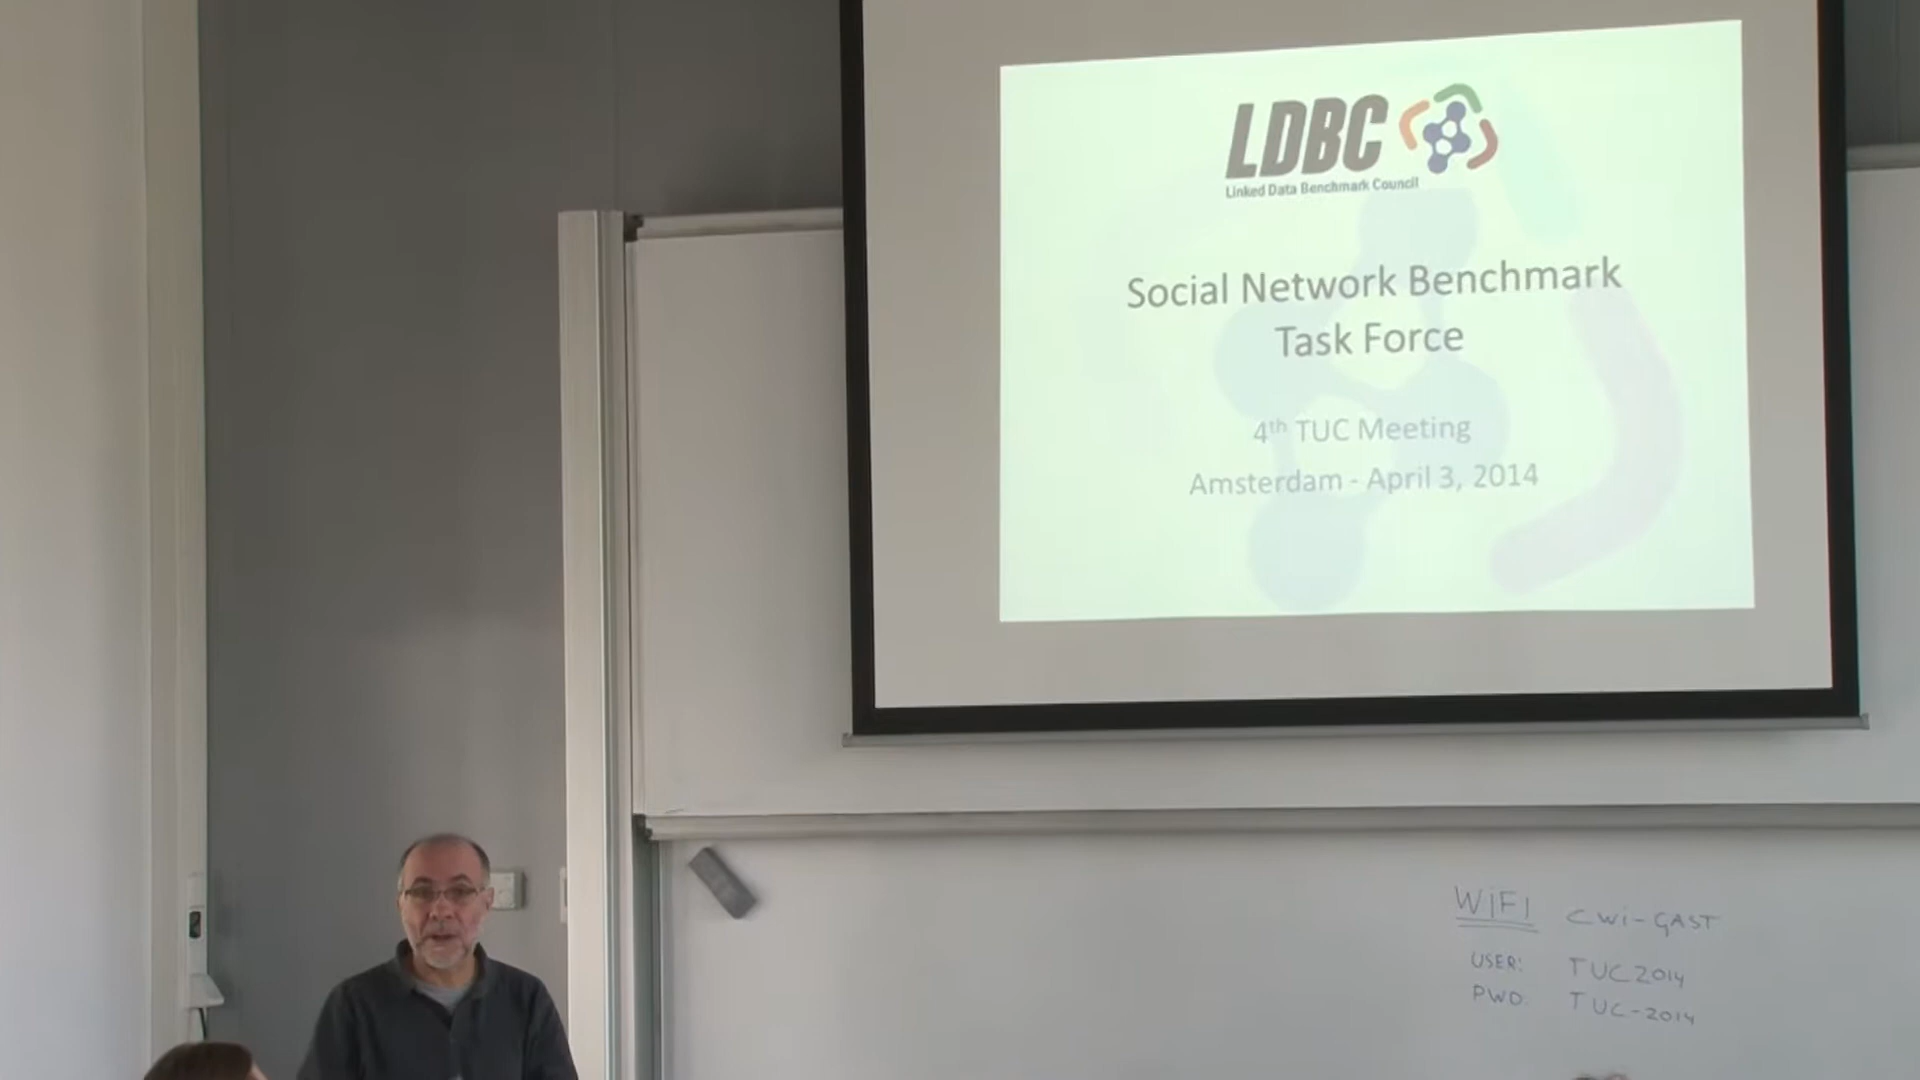 LDBC
Linked Data Benchmark Council
Social Network Benchmark
Task Force
4th TUC Meeting
Amsterdam - April 3, 2014
WiFi CWI-GAST
USER: TUC2014
PWD: TUC-2014